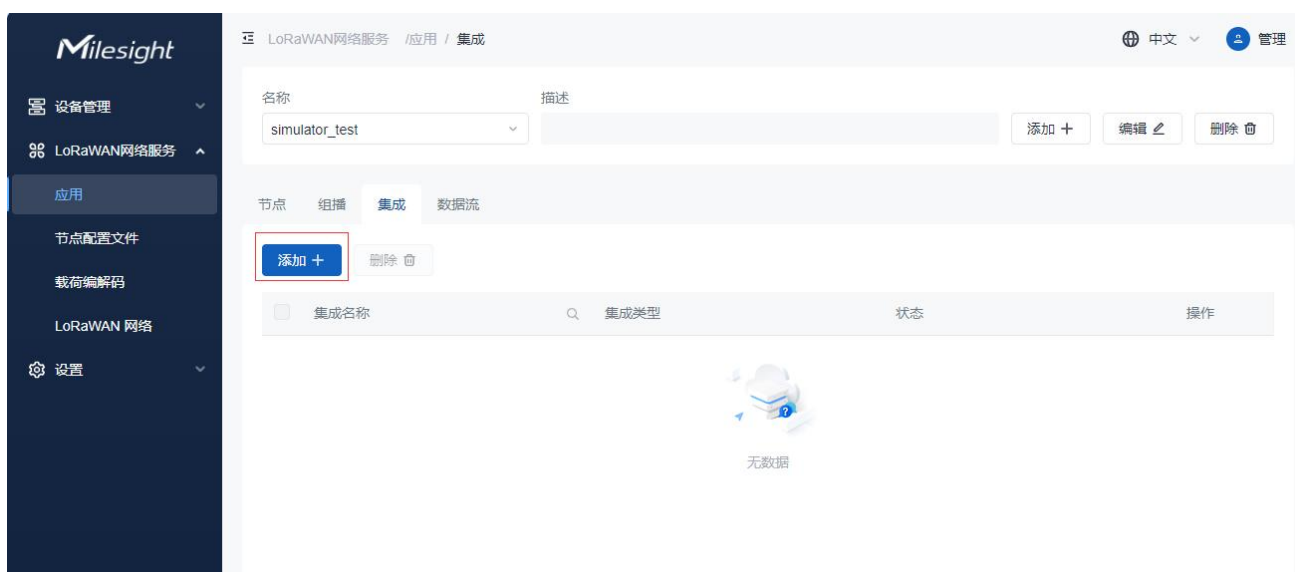 Milesight
LoRaWAN网络服务 /应用 / 集成
中文
管理
设备管理
LoRaWAN网络服务
应用
节点配置文件
载荷编解码
LoRaWAN 网络
设置
名称
描述
simulator_test
添加
编辑
删除
节点 组播 集成 数据流
添加
删除
集成名称 集成类型 状态 操作
无数据